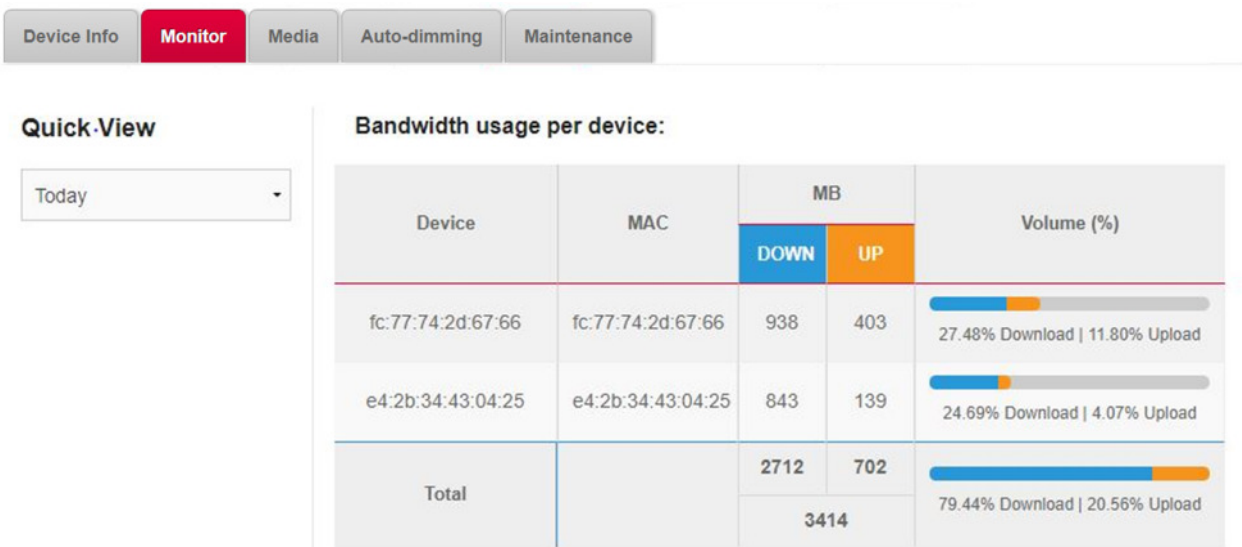 Device Info Monitor Media Auto-dimming Maintenance
Quick·View
Today
Bandwidth usage per device:
Device MAC MB Volume (%)
DOWN UP
fc:77:74:2d:67:66 fc:77:74:2d:67:66 938 403
27.48% Download | 11.80% Upload
e4:2b:34:43:04:25 e4:2b:34:43:04:25 843 139
24.69% Download | 4.07% Upload
Total 2712 702
3414
79.44% Download | 20.56% Upload